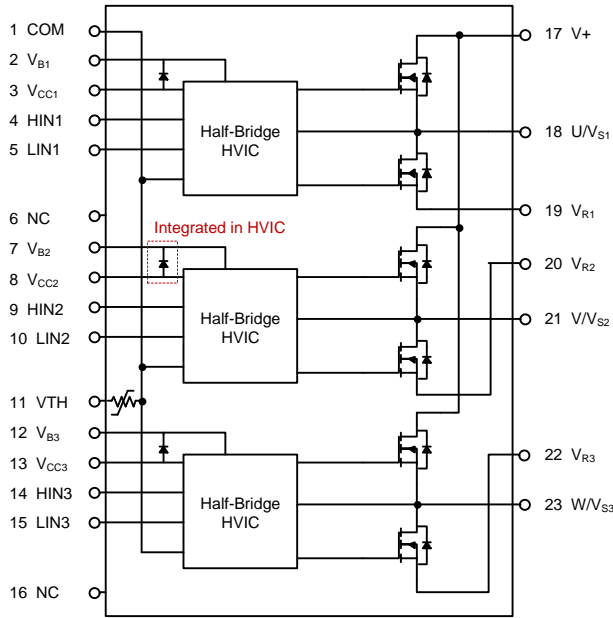 1 COM
2 VB1
3 VCC1
4 HIN1
5 LIN1
6 NC
7 VB2
8 VCC2
9 HIN2
10 LIN2
11 VTH
12 VB3
13 VCC3
14 HIN3
15 LIN3
16 NC
Half-Bridge
HVIC
Integrated in HVIC
Half-Bridge
HVIC
Half-Bridge
HVIC
17 V+
18 U/VS1
19 VR1
20 VR2
21 V/VS2
22 VR3
23 W/VS3